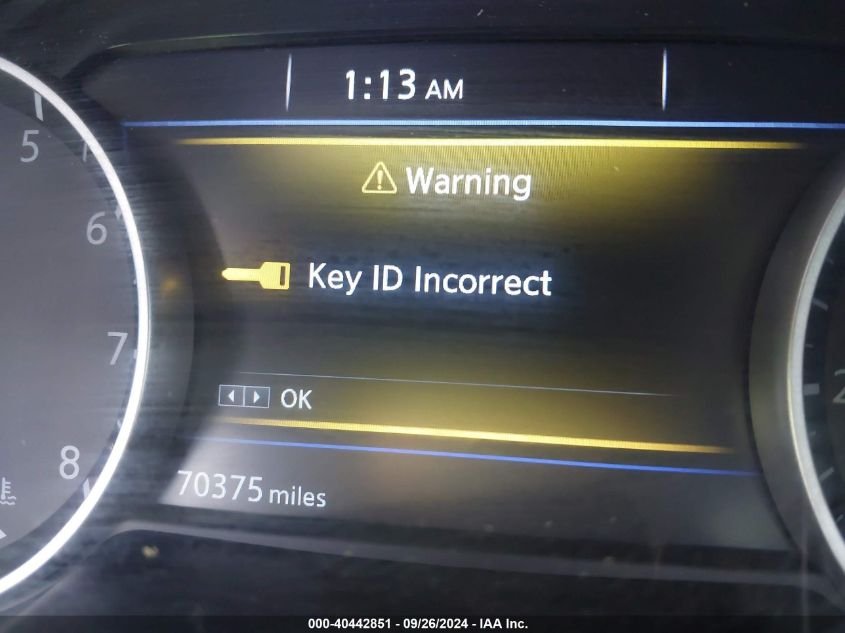 1:13 AM
5
6
7
8
Warning
Key ID Incorrect
OK
70375 miles
2
000-40442851 - 09/26/2024 - IAA Inc.